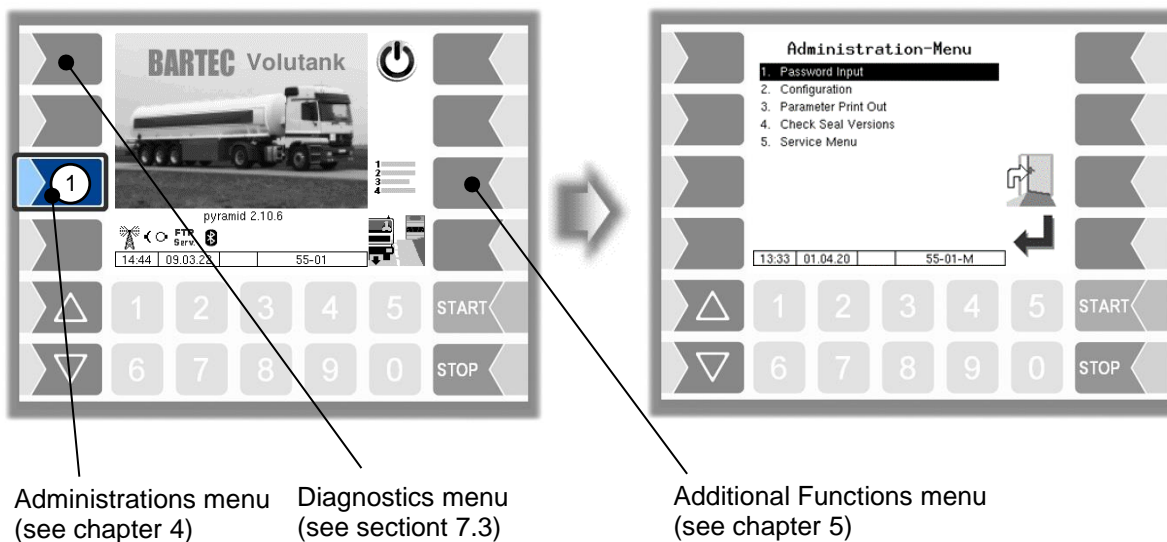 BARTEC Volutank
1
1
2
3
4
pyramid 2.10.6
FTP
Serv.
14:44 09.03.22 55-01
1 2 3 4 5 START
6 7 8 9 0 STOP
Administration-Menu
1. Password Input
2. Configuration
3. Parameter Print Out
4. Check Seal Versions
5. Service Menu
13:33 01.04.20 55-01-M
1 2 3 4 5 START
6 7 8 9 0 STOP
Administrations menu
(see chapter 4)
Diagnostics menu
(see sectiont 7.3)
Additional Functions menu
(see chapter 5)